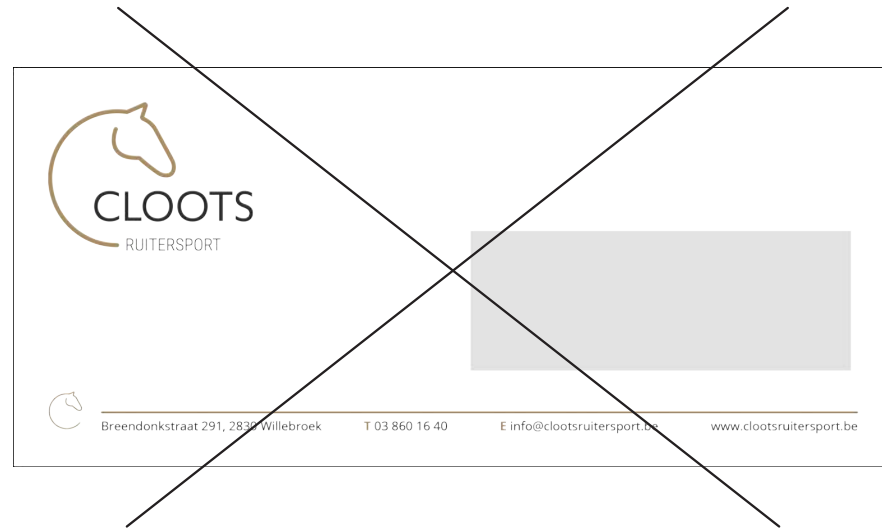 CLOOTS
RUITERSPORT
Breendonkstraat 291, 2830 Willebroek T 03 860 16 40 E info@clootsruitersport.be www.clootsruitersport.be